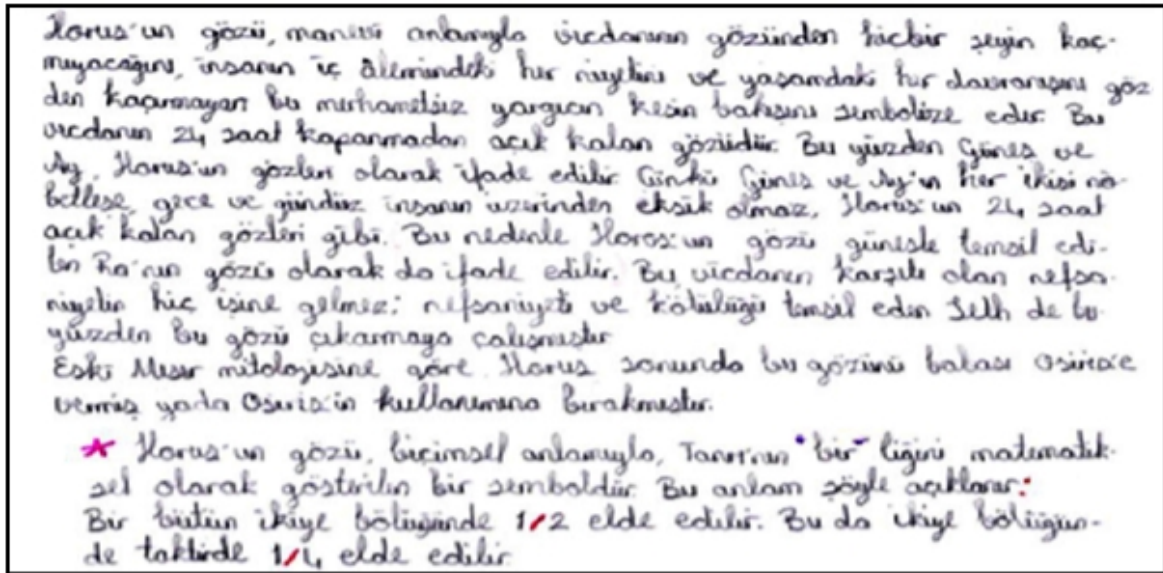 Horus'un gözü, manevi anlamıyla vicdanının gözünden hiçbir şeyin kaç-
mıyacağını, insanın iç âlemindeki her niyetini ve yaşamdaki her davranışını göz
den kaçırmayan bu merhametsiz yargıcın kesin bakışını sembolize eder. Bu
vicdanın 24 saat kapanmadan açık kalan gözüdür. Bu yüzden Güneş ve
Ay, Horus'un gözleri olarak ifade edilir. Çünkü Güneş ve Ay'ın her ikisi nö-
betleşe, gece ve gündüz insanın üzerinden eksik olmaz, Horus'un 24 saat
açık kalan gözleri gibi. Bu nedenle Horos'un gözü güneşle temsil edi-
len Ra'nın gözü olarak da ifade edilir. Bu, vicdanın karşıtı olan nefsa-
niyetin hiç işine gelmez; nefsaniyeti ve kötülüğü temsil eden Seth de bu
yüzden bu gözü çıkarmaya çalışmıştır
Eski Mısır mitolojisine göre Horus sonunda bu gözünü babası Osiris'e
vermiş yada Osiris'in kullanımına bırakmıştır.
* Horus'un gözü, biçimsel anlamıyla, Tanrı'nın "bir"liğini matematik-
sel olarak gösterilen bir semboldür. Bu anlam şöyle açıklanır:
Bir bütün ikiye bölüğünde 1/2 elde edilir. Bu da ikiye bölüğün-
de taktirde 1/4 elde edilir.